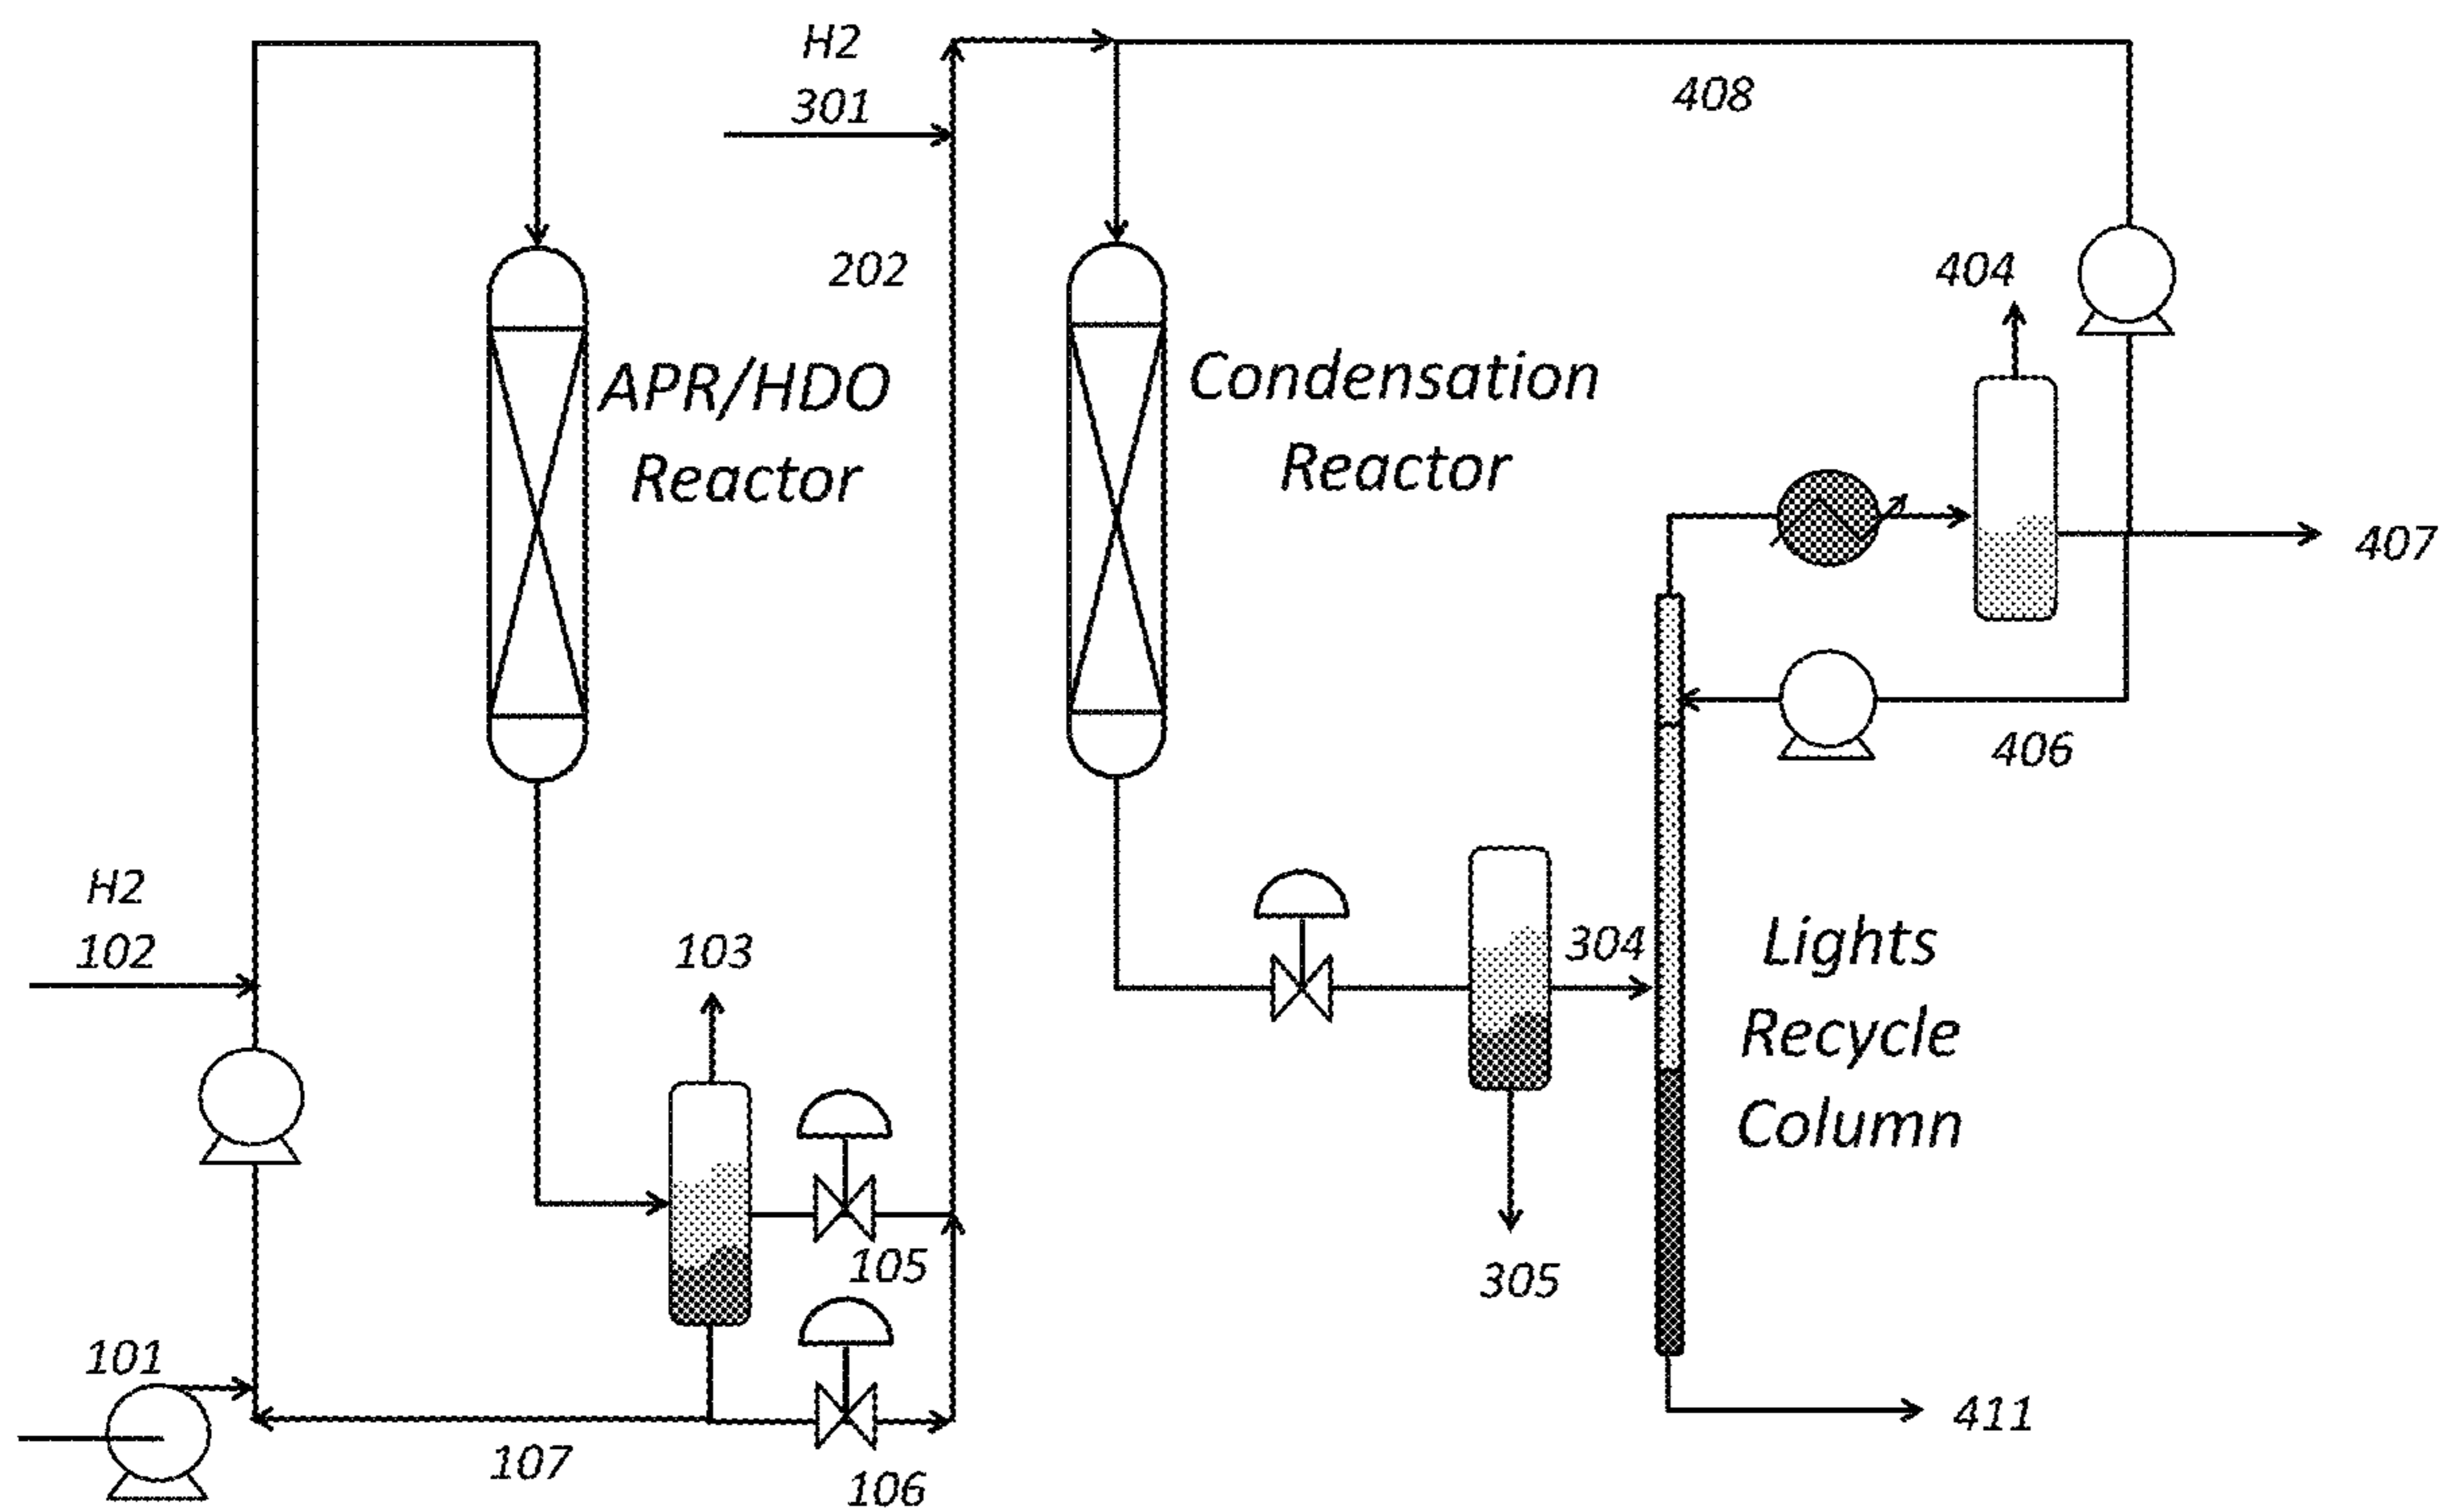 H2
301
408
202
404
APR/HDO
Reactor
Condensation
Reactor
407
406
H2
102
103
304
Lights
Recycle
Column
105
305
101
107
106
411